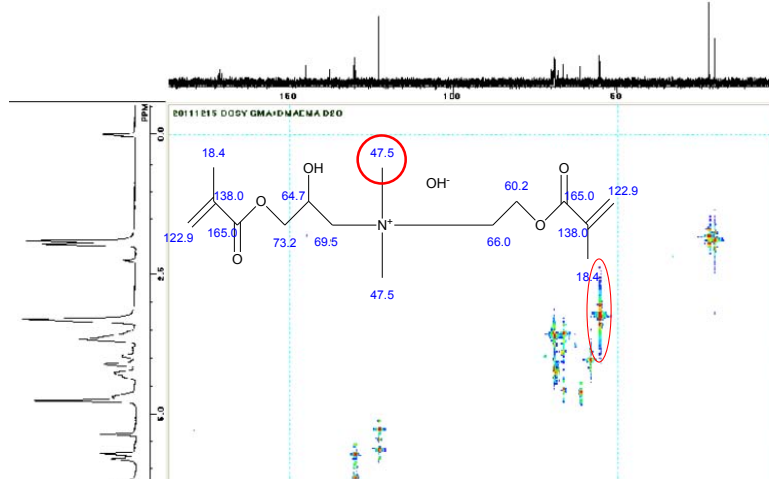 150 100 50
PPM
20111215 DOSY GMA+DMAEMA D2O
0.0
18.4 OH 47.5 OH- 60.2 O 165.0 122.9
138.0 O 64.7
N+
122.9 165.0 O 73.2 69.5 66.0 O 138.0
2.5
47.5 18.4
5.0